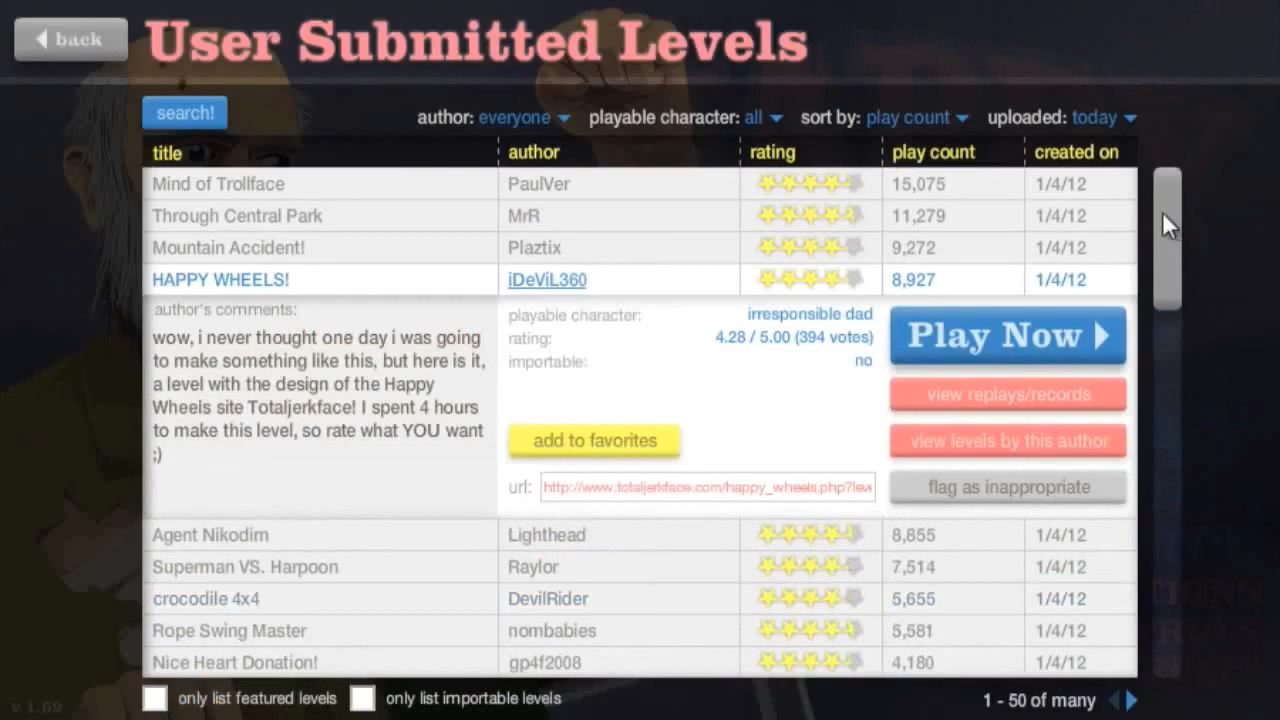 back
User Submitted Levels
search!
author: everyone playable character: all sort by: play count uploaded: today
title author rating play count created on
Mind of Trollface PaulVer 15,075 1/4/12
Through Central Park MrR 11,279 1/4/12
Mountain Accident! Plaztix 9,272 1/4/12
HAPPY WHEELS! iDeViL360 8,927 1/4/12
author's comments:
wow, i never thought one day i was going
to make something like this, but here is it,
a level with the design of the Happy
Wheels site Totaljerkface! I spent 4 hours
to make this level, so rate what YOU want
;)
playable character: irresponsible dad
rating: 4.28 / 5.00 (394 votes)
importable: no
add to favorites
url: http://www.totaljerkface.com/happy_wheels.php?lev
Play Now
view replays/records
view levels by this author
flag as inappropriate
Agent Nikodim Lighthead 8,855 1/4/12
Superman VS. Harpoon Raylor 7,514 1/4/12
crocodile 4x4 DevilRider 5,655 1/4/12
Rope Swing Master nombabies 5,581 1/4/12
Nice Heart Donation! gp4f2008 4,180 1/4/12
only list featured levels only list importable levels
1 - 50 of many